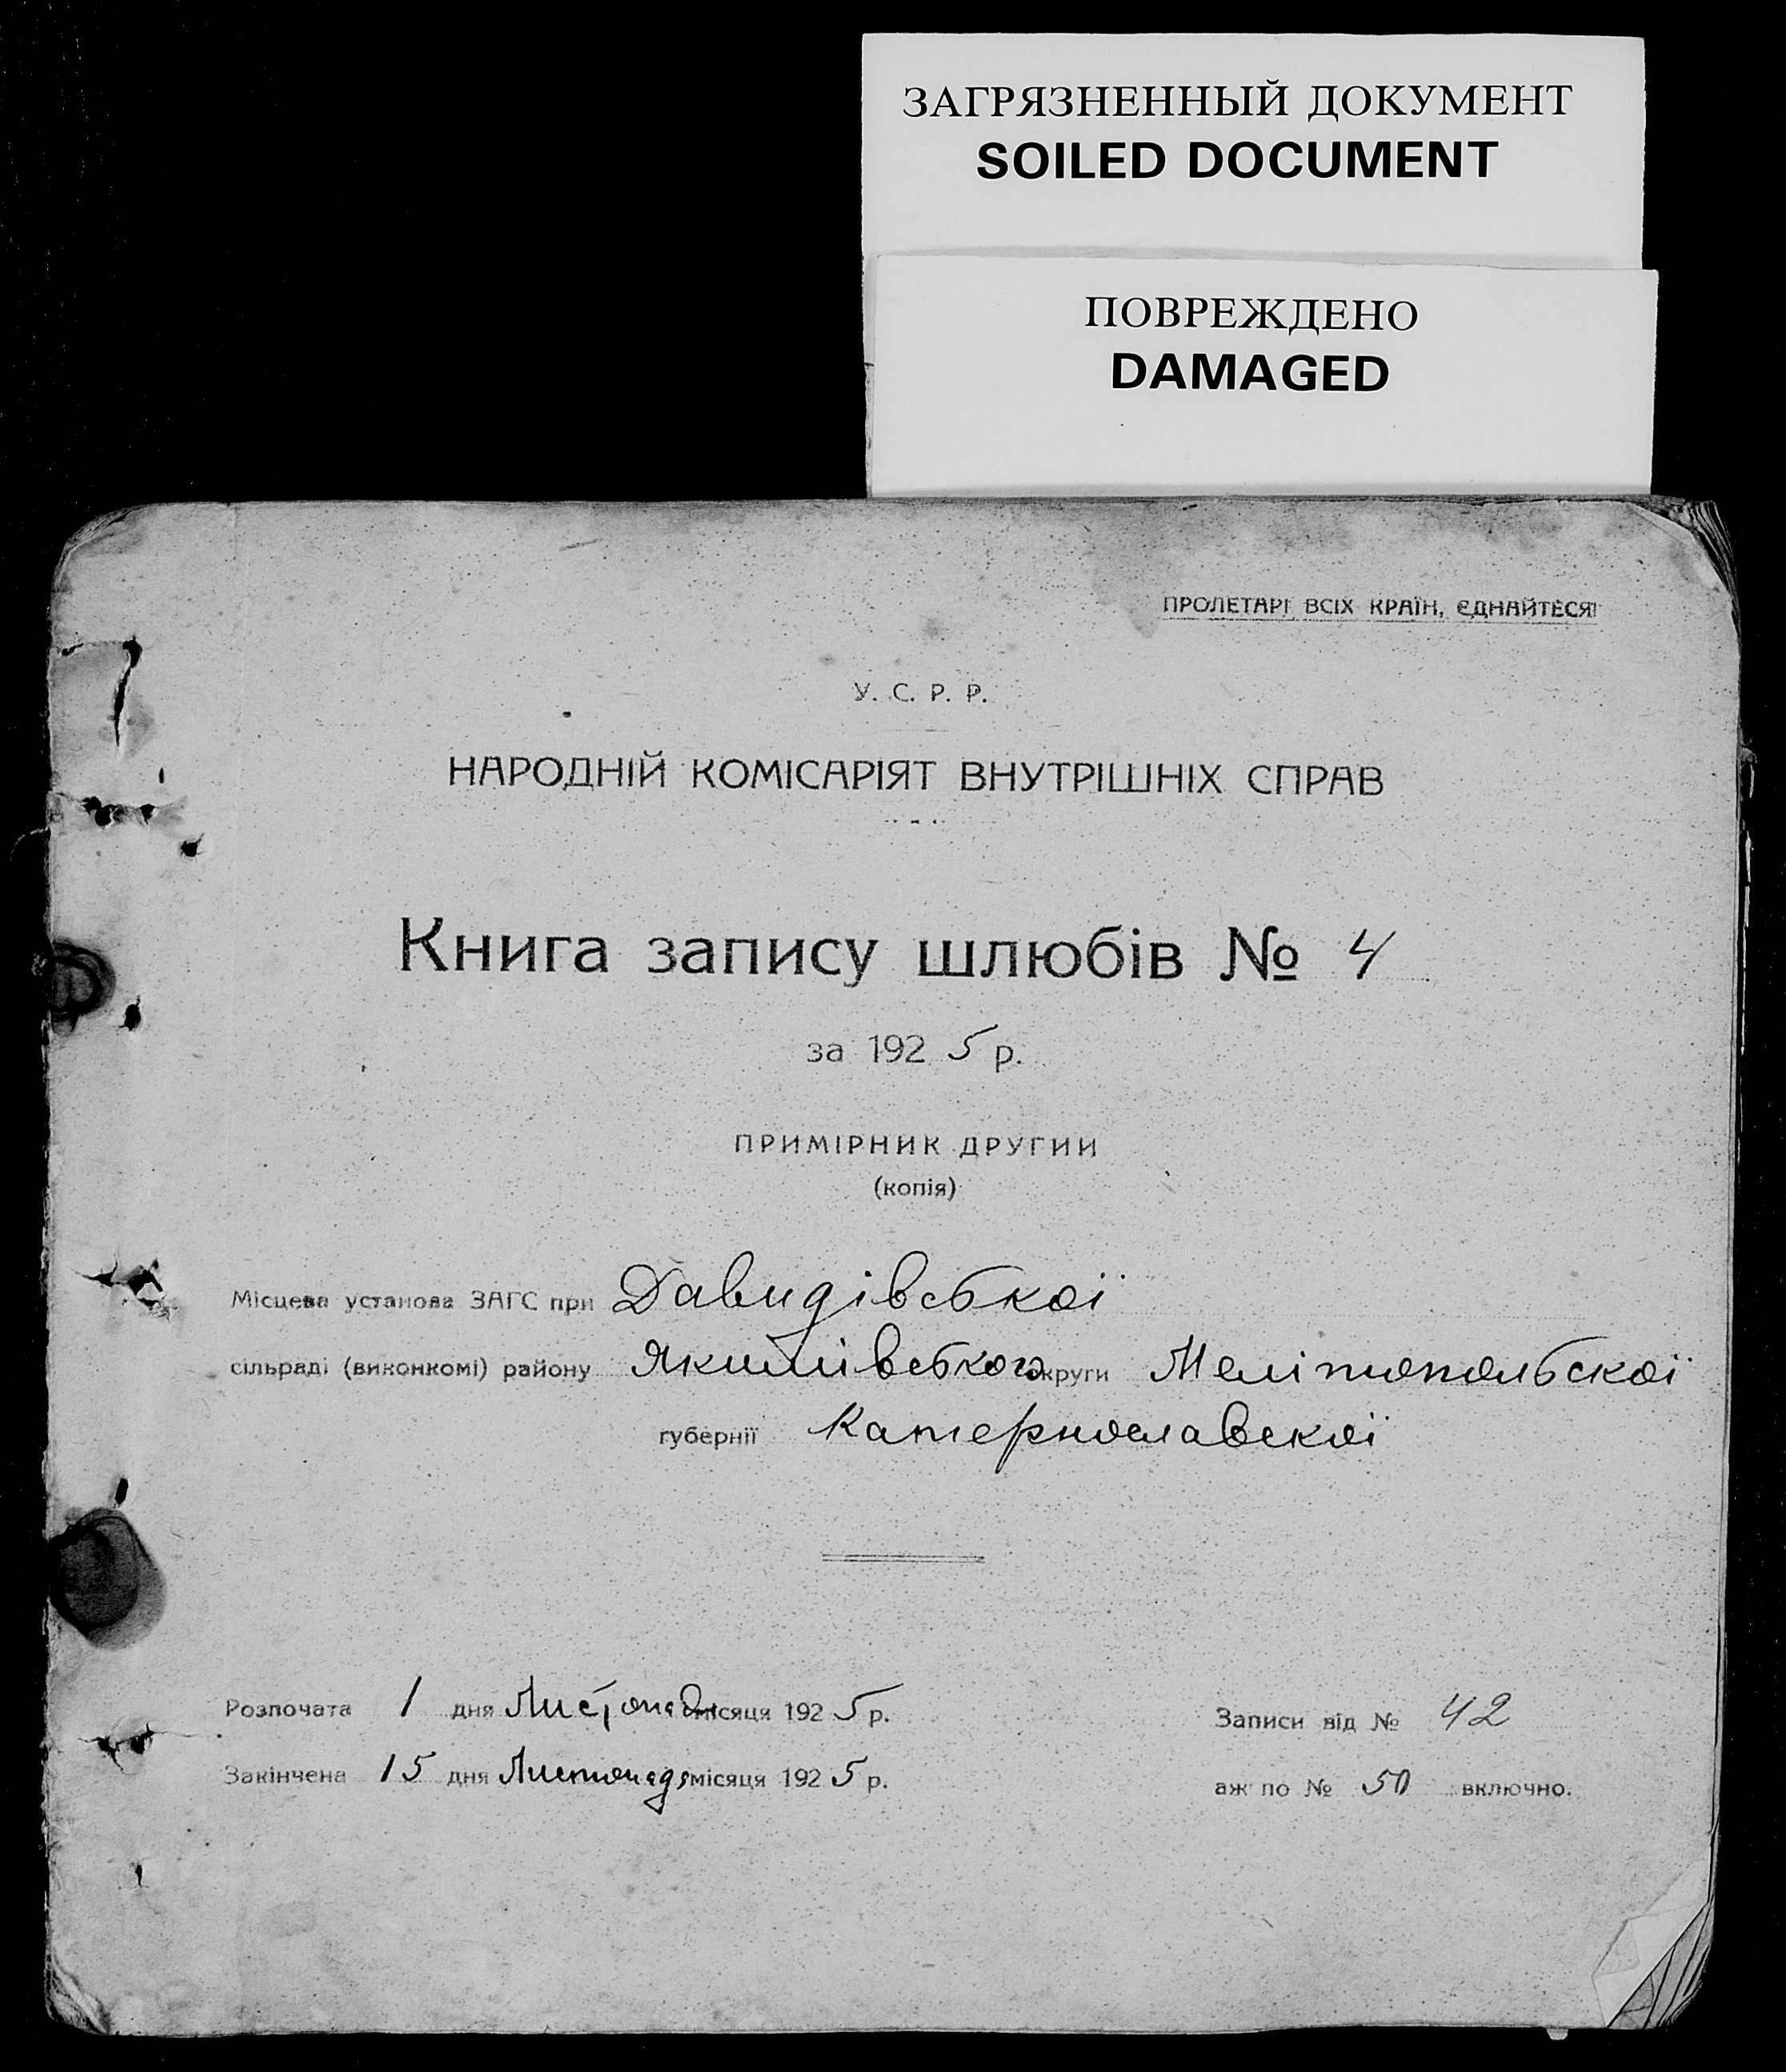 ЗАГРЯЗНЕННЫЙ ДОКУМЕНТ
SOILED DOCUMENT
ПОВРЕЖДЕНО
DAMAGED
ПРОЛЕТАРІ ВСІХ КРАЇН, ЄДНАЙТЕСЯ!
У. С. Р. Р.
НАРОДНІЙ КОМІСАРІЯТ ВНУТРІШНІХ СПРАВ
Книга запису шлюбів № 4
за 1925 р.
ПРИМІРНИК ДРУГИЙ
(копія)
Місцева установа ЗАГС при Давидівської
сільраді (виконкомі) району Якимівського округи Мелітопольскої
губернії Катернославскої
Розпочата 1 дня Листопада місяця 1925 р. Записи від № 42
Закінчена 15 дня Листопада місяця 1925 р. аж по № 50 включно.